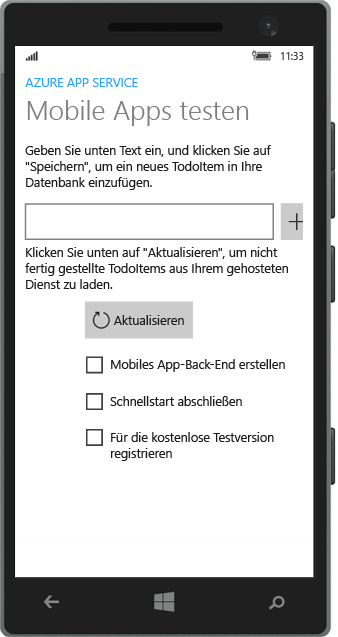 11:33
AZURE APP SERVICE
Mobile Apps testen
Geben Sie unten Text ein, und klicken Sie auf
"Speichern", um ein neues TodoItem in Ihre
Datenbank einzufügen.
Klicken Sie unten auf "Aktualisieren", um nicht
fertig gestellte TodoItems aus Ihrem gehosteten
Dienst zu laden.
Aktualisieren
Mobiles App-Back-End erstellen
Schnellstart abschließen
Für die kostenlose Testversion
registrieren